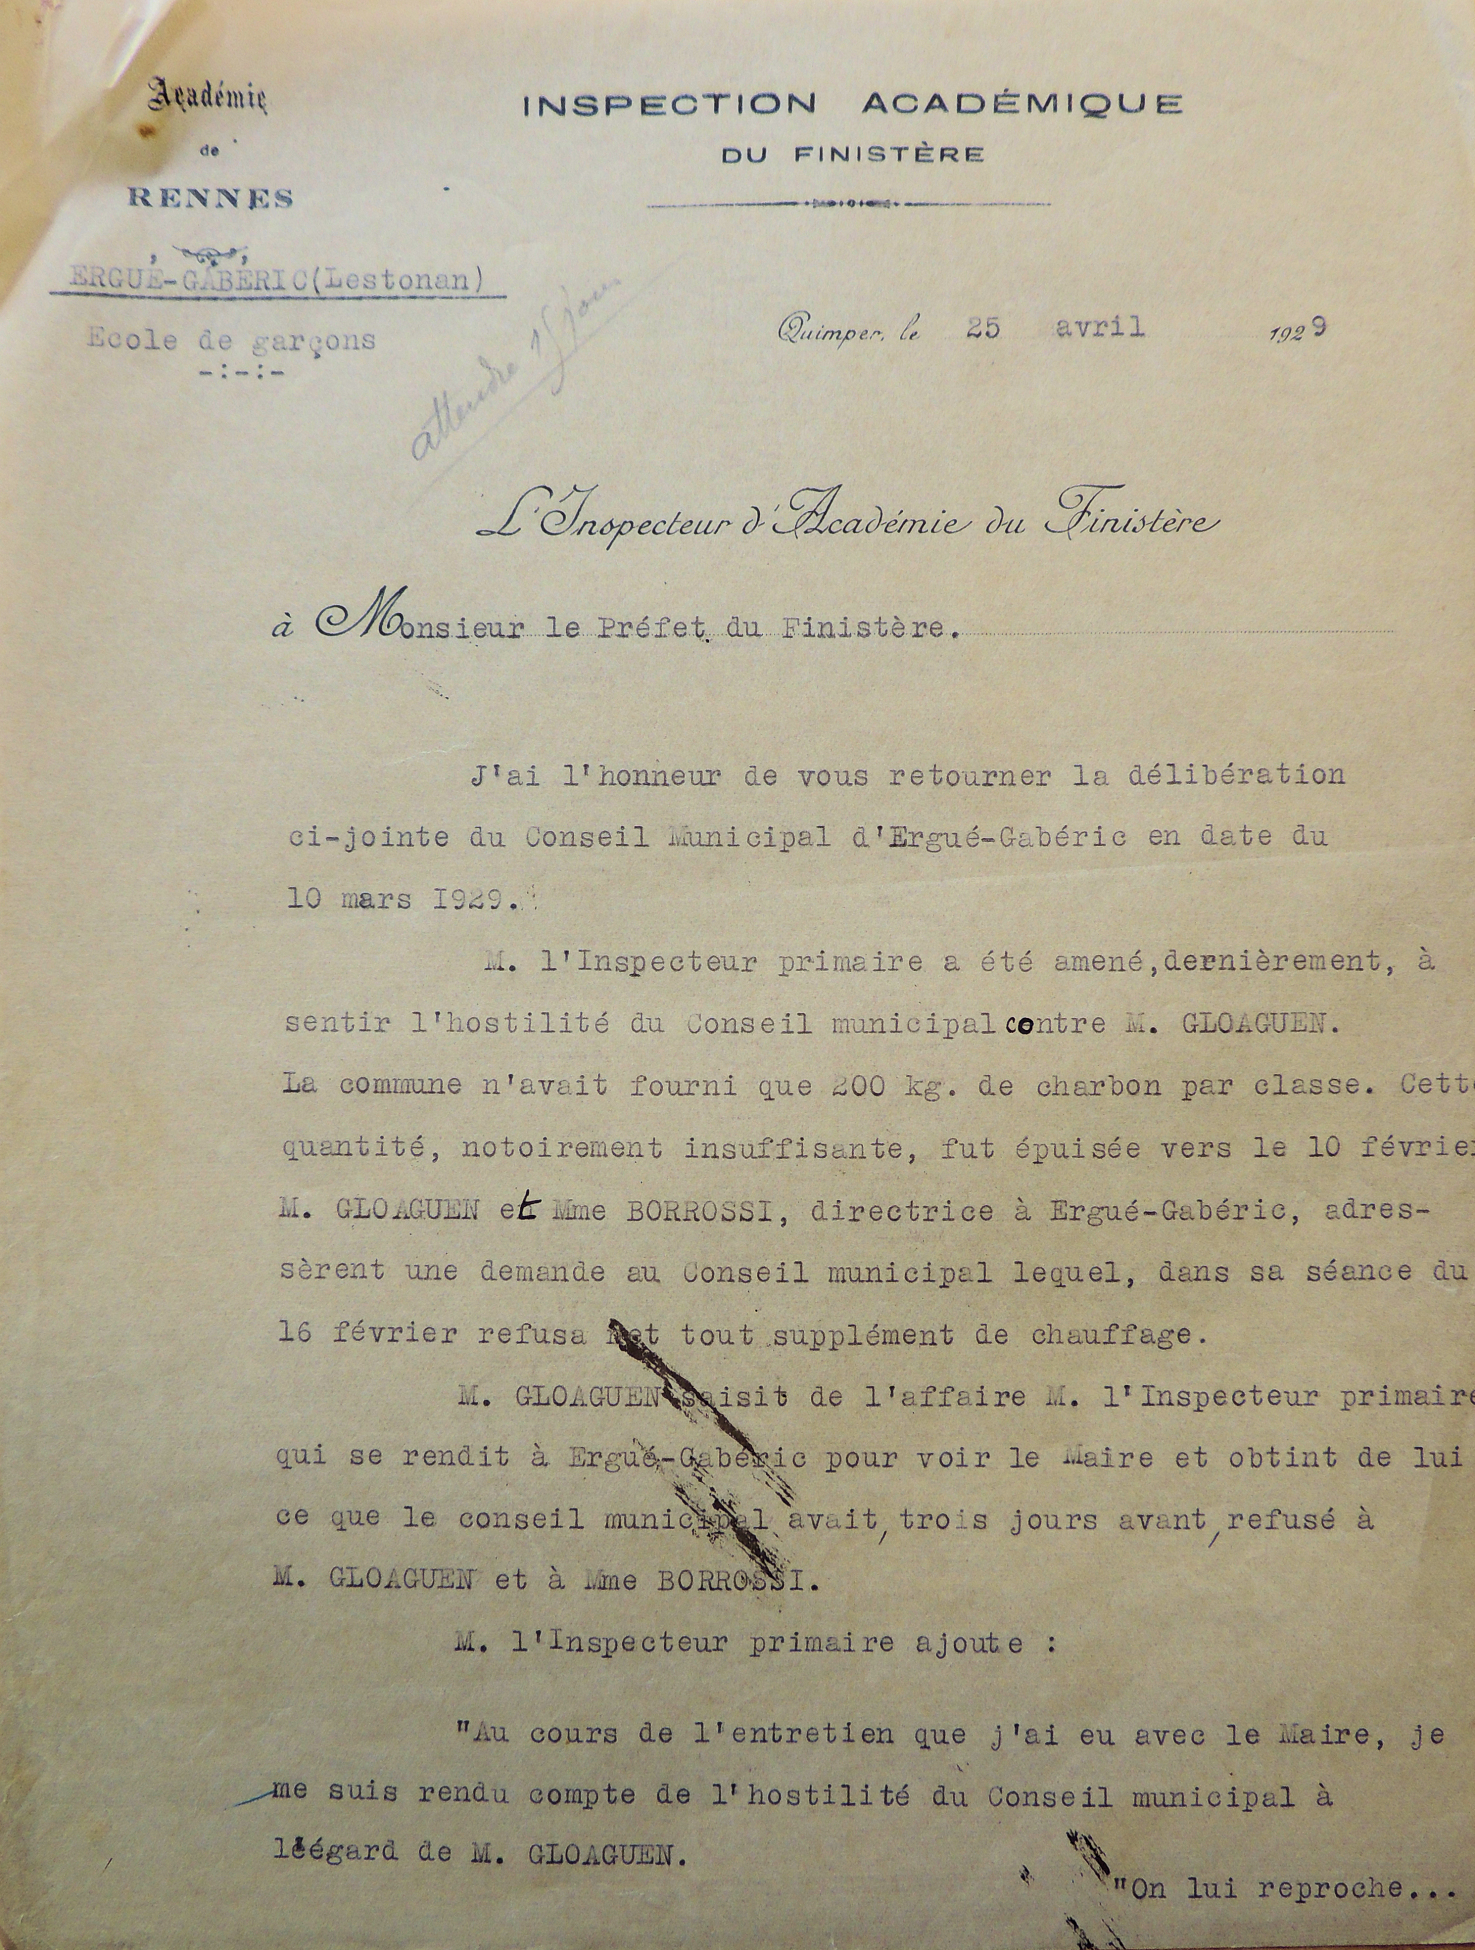 Académie
de
RENNES
INSPECTION ACADÉMIQUE
DU FINISTÈRE
ERGUÉ-GABÉRIC(Lestonan)
Ecole de garçons
-:-:-
attendre
Quimper, le 25 avril 1929
L'Inspecteur d'Académie du Finistère
à Monsieur le Préfet du Finistère.
J'ai l'honneur de vous retourner la délibération
ci-jointe du Conseil Municipal d'Ergué-Gabéric en date du
10 mars I929.
M. l'Inspecteur primaire a été amené,dernièrement, à
sentir l'hostilité du Conseil municipal contre M. GLOAGUEN.
La commune n'avait fourni que 200 kg. de charbon par classe. Cette
quantité, notoirement insuffisante, fut épuisée vers le 10 février
M. GLOAGUEN et Mme BORROSSI, directrice à Ergué-Gabéric, adres-
sèrent une demande au Conseil municipal lequel, dans sa séance du
16 février refusa net tout supplément de chauffage.
M. GLOAGUEN saisit de l'affaire M. l'Inspecteur primaire
qui se rendit à Ergué-Gabéric pour voir le Maire et obtint de lui
ce que le conseil municipal avait, trois jours avant, refusé à
M. GLOAGUEN et à Mme BORROSSI.
M. l'Inspecteur primaire ajoute :
"Au cours de l'entretien que j'ai eu avec le Maire, je
me suis rendu compte de l'hostilité du Conseil municipal à
l'égard de M. GLOAGUEN.
"On lui reproche...